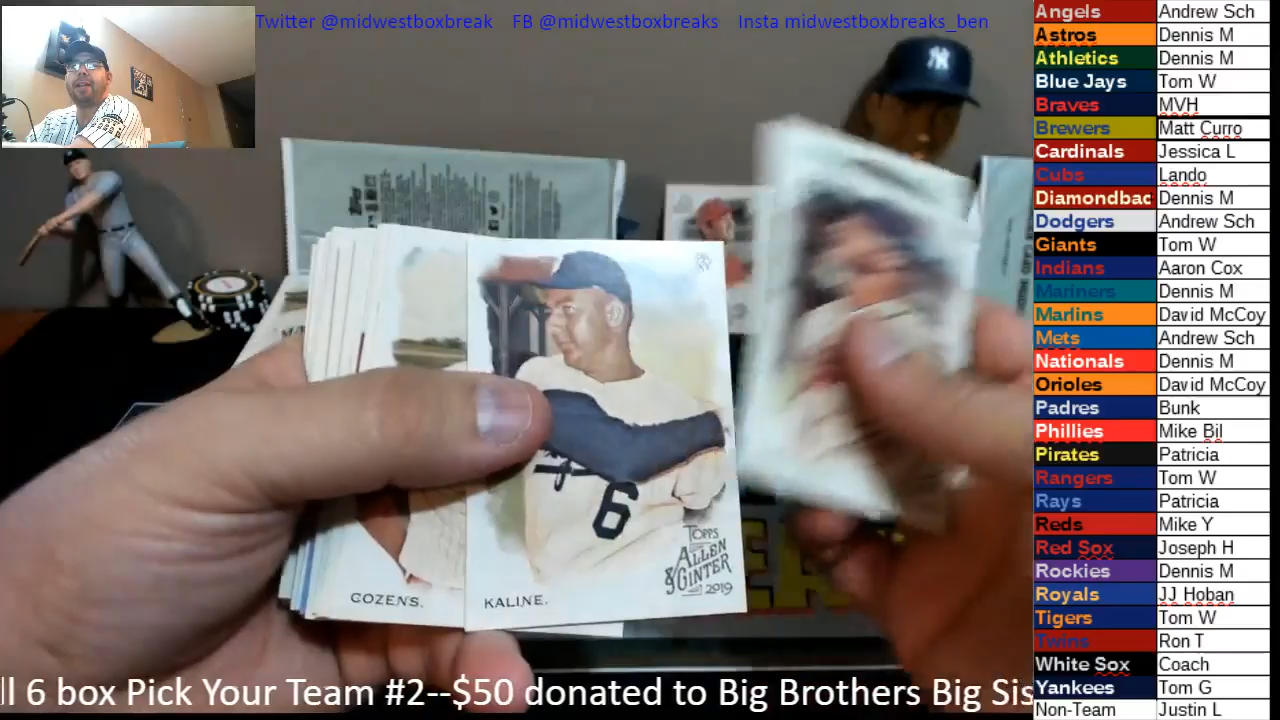 Twitter @midwestboxbreak FB @midwestboxbreaks Insta midwestboxbreaks_ben
Angels Andrew Sch
Astros Dennis M
Athletics Dennis M
Blue Jays Tom W
Braves MVH
Brewers Matt Curro
Cardinals Jessica L
Cubs Lando
Diamondbac Dennis M
Dodgers Andrew Sch
Giants Tom W
Indians Aaron Cox
Mariners Dennis M
Marlins David McCoy
Mets Andrew Sch
Nationals Dennis M
Orioles David McCoy
Padres Bunk
Phillies Mike Bil
Pirates Patricia
Rangers Tom W
Rays Patricia
Reds Mike Y
Red Sox Joseph H
Rockies Dennis M
Royals JJ Hoban
Tigers Tom W
Twins Ron T
White Sox Coach
Yankees Tom G
Non-Team Justin L
6
TOPPS
ALLEN
& GINTER
2019
COZENS.
KALINE.
ll 6 box Pick Your Team #2--$50 donated to Big Brothers Big Sis